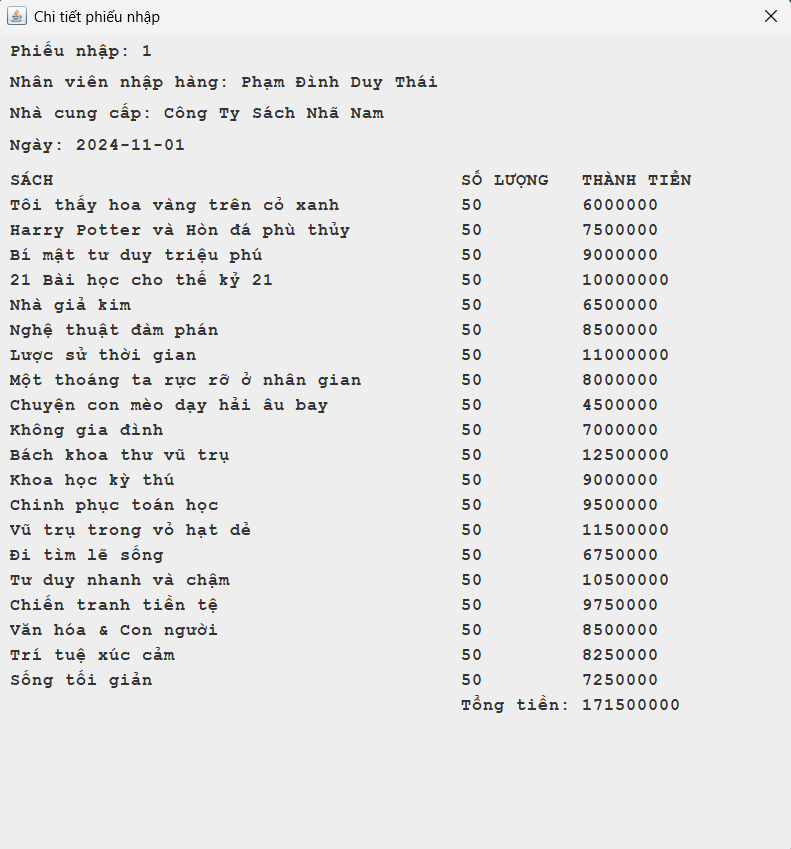 Chi tiết phiếu nhập
Phiếu nhập: 1
Nhân viên nhập hàng: Phạm Đình Duy Thái
Nhà cung cấp: Công Ty Sách Nhã Nam
Ngày: 2024-11-01
SÁCH SỐ LƯỢNG THÀNH TIỀN
Tôi thấy hoa vàng trên cỏ xanh 50 6000000
Harry Potter và Hòn đá phù thủy 50 7500000
Bí mật tư duy triệu phú 50 9000000
21 Bài học cho thế kỷ 21 50 10000000
Nhà giả kim 50 6500000
Nghệ thuật đàm phán 50 8500000
Lược sử thời gian 50 11000000
Một thoáng ta rực rỡ ở nhân gian 50 8000000
Chuyện con mèo dạy hải âu bay 50 4500000
Không gia đình 50 7000000
Bách khoa thư vũ trụ 50 12500000
Khoa học kỳ thú 50 9000000
Chinh phục toán học 50 9500000
Vũ trụ trong vỏ hạt dẻ 50 11500000
Đi tìm lẽ sống 50 6750000
Tư duy nhanh và chậm 50 10500000
Chiến tranh tiền tệ 50 9750000
Văn hóa & Con người 50 8500000
Trí tuệ xúc cảm 50 8250000
Sống tối giản 50 7250000
Tổng tiền: 171500000